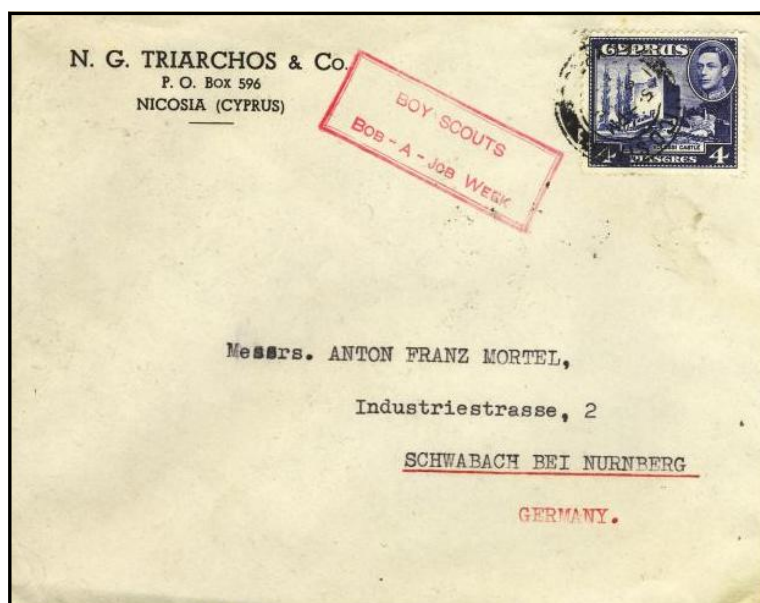 N. G. TRIARCHOS & Co.
P. O. BOX 596
NICOSIA (CYPRUS)
BOY SCOUTS
BOB-A-JOB WEEK
CYPRUS
CASTLE
4 PIASTRES 4
Messrs. ANTON FRANZ MORTEL,
Industriestrasse, 2
SCHWABACH BEI NURNBERG
GERMANY.